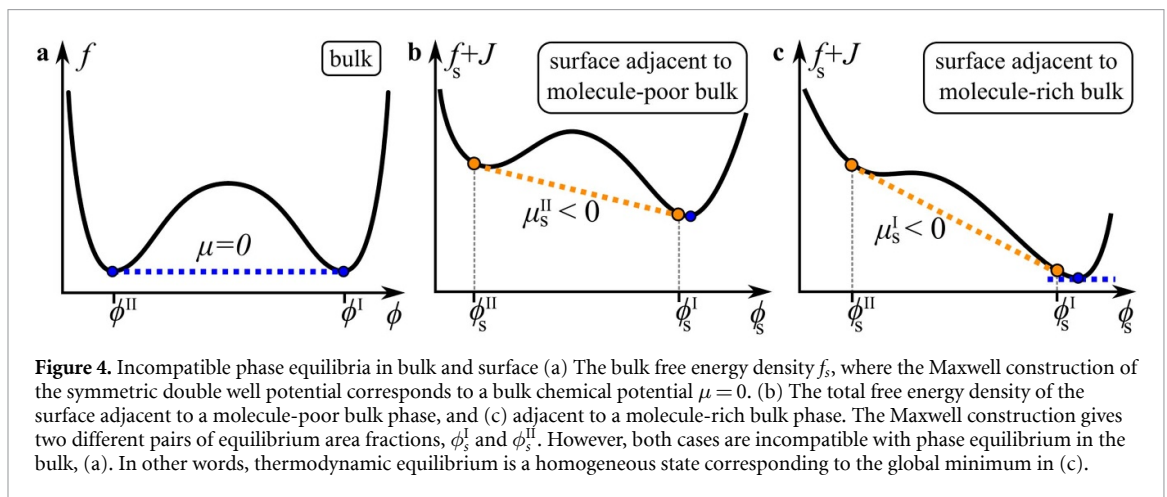 a
f
bulk
μ=0
ϕ^II
ϕ^I
ϕ
b
f_s+J
surface adjacent to
molecule-poor bulk
μ_s^II < 0
ϕ_s^II
ϕ_s^I
ϕ_s
c
f_s+J
surface adjacent to
molecule-rich bulk
μ_s^I < 0
ϕ_s^II
ϕ_s^I
ϕ_s
Figure 4. Incompatible phase equilibria in bulk and surface (a) The bulk free energy density f_s, where the Maxwell construction of
the symmetric double well potential corresponds to a bulk chemical potential μ = 0. (b) The total free energy density of the
surface adjacent to a molecule-poor bulk phase, and (c) adjacent to a molecule-rich bulk phase. The Maxwell construction gives
two different pairs of equilibrium area fractions, ϕ_s^I and ϕ_s^II. However, both cases are incompatible with phase equilibrium in the
bulk, (a). In other words, thermodynamic equilibrium is a homogeneous state corresponding to the global minimum in (c).